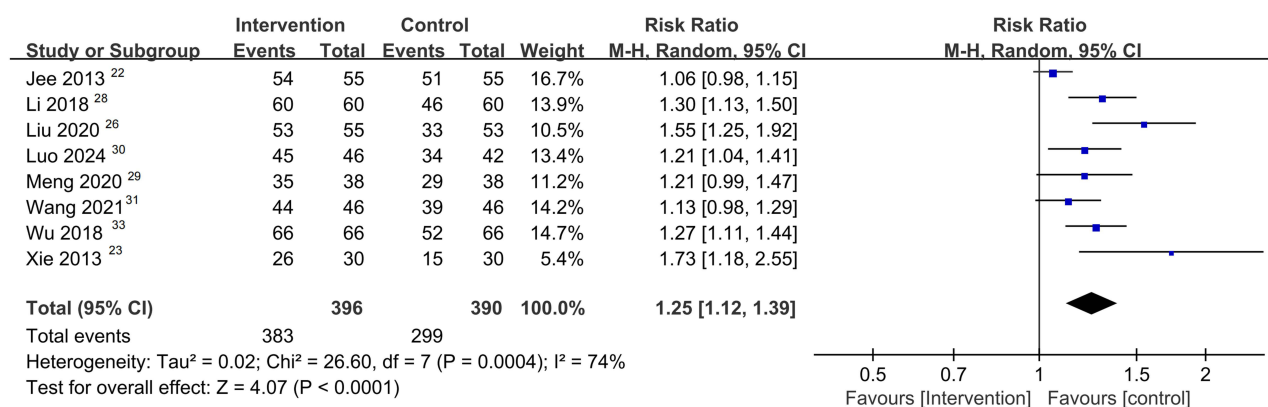 Intervention Control Risk Ratio Risk Ratio
Study or Subgroup Events Total Events Total Weight M-H, Random, 95% CI M-H, Random, 95% CI
Jee 2013 22 54 55 51 55 16.7% 1.06 [0.98, 1.15]
Li 2018 28 60 60 46 60 13.9% 1.30 [1.13, 1.50]
Liu 2020 26 53 55 33 53 10.5% 1.55 [1.25, 1.92]
Luo 2024 30 45 46 34 42 13.4% 1.21 [1.04, 1.41]
Meng 2020 29 35 38 29 38 11.2% 1.21 [0.99, 1.47]
Wang 2021 31 44 46 39 46 14.2% 1.13 [0.98, 1.29]
Wu 2018 33 66 66 52 66 14.7% 1.27 [1.11, 1.44]
Xie 2013 23 26 30 15 30 5.4% 1.73 [1.18, 2.55]
Total (95% CI) 396 390 100.0% 1.25 [1.12, 1.39]
Total events 383 299
Heterogeneity: Tau² = 0.02; Chi² = 26.60, df = 7 (P = 0.0004); I² = 74%
Test for overall effect: Z = 4.07 (P < 0.0001)
0.5 0.7 1 1.5 2
Favours [Intervention] Favours [control]